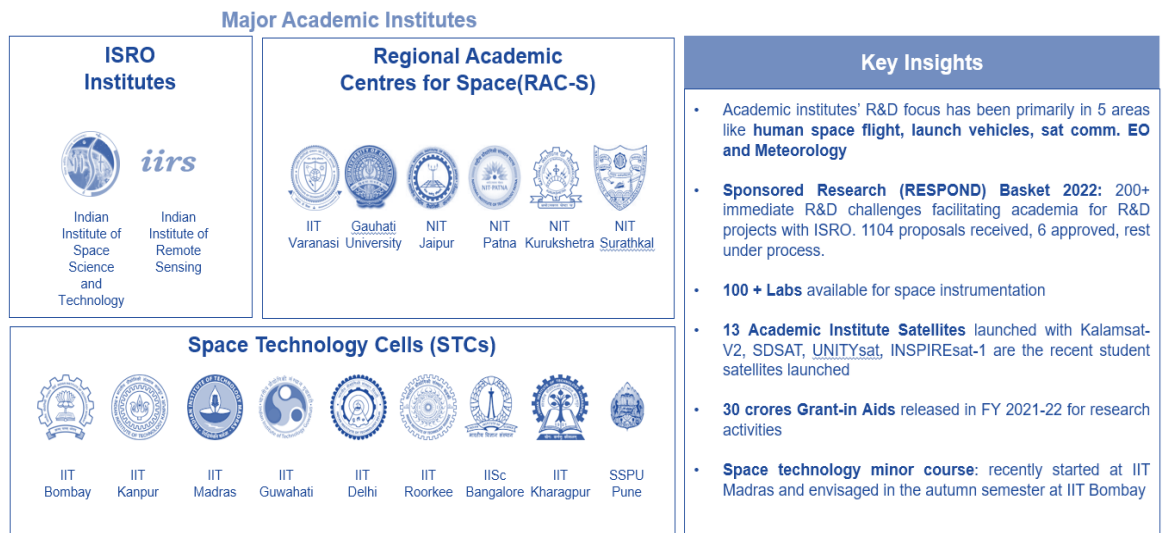 Major Academic Institutes
ISRO
Institutes
iirs
Indian
Institute of
Space
Science
and
Technology
Indian
Institute of
Remote
Sensing
Regional Academic
Centres for Space(RAC-S)
NIT-PATNA
IIT
Varanasi
Gauhati
University
NIT
Jaipur
NIT
Patna
NIT
Kurukshetra
NIT
Surathkal
Space Technology Cells (STCs)
IIT
Bombay
IIT
Kanpur
IIT
Madras
IIT
Guwahati
IIT
Delhi
IIT
Roorkee
IISc
Bangalore
IIT
Kharagpur
SSPU
Pune
Key Insights
• Academic institutes' R&D focus has been primarily in 5 areas
like human space flight, launch vehicles, sat comm. EO
and Meteorology
• Sponsored Research (RESPOND) Basket 2022: 200+
immediate R&D challenges facilitating academia for R&D
projects with ISRO. 1104 proposals received, 6 approved, rest
under process.
• 100 + Labs available for space instrumentation
• 13 Academic Institute Satellites launched with Kalamsat-
V2, SDSAT, UNITYsat, INSPIREsat-1 are the recent student
satellites launched
• 30 crores Grant-in Aids released in FY 2021-22 for research
activities
• Space technology minor course: recently started at IIT
Madras and envisaged in the autumn semester at IIT Bombay